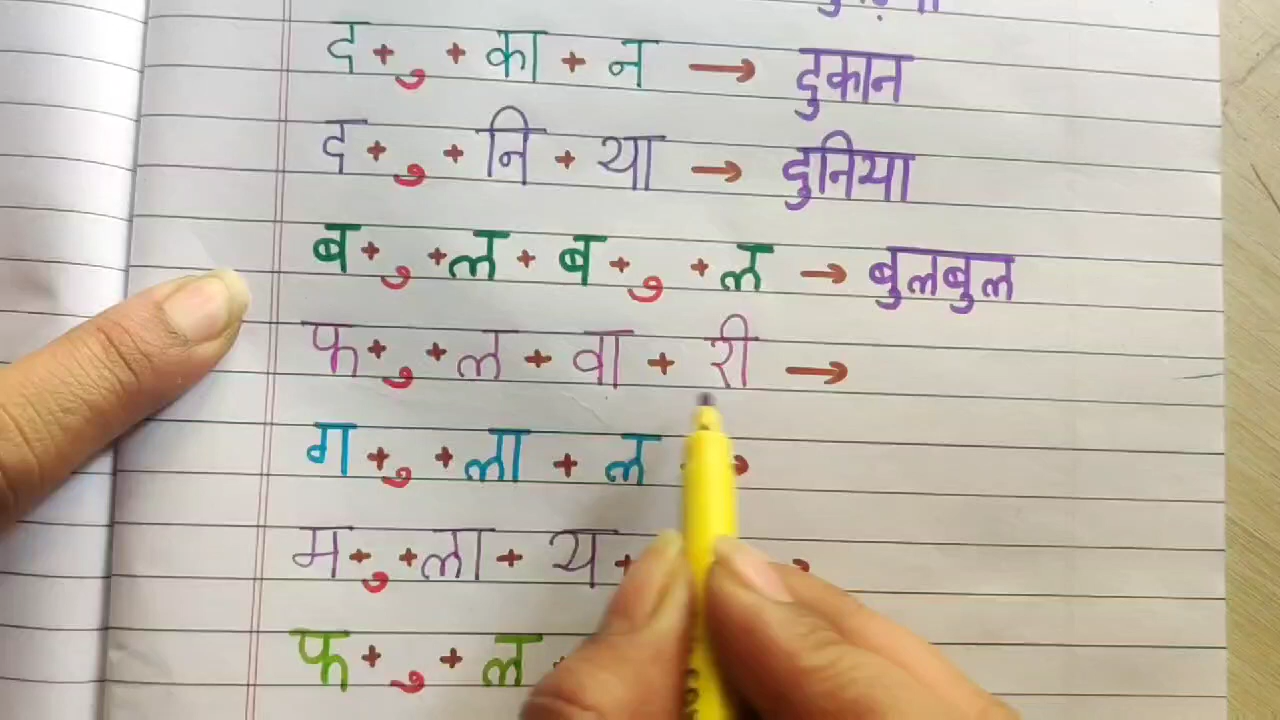 द + ु + का + न → दुकान
द + ु + नि + या → दुनिया
ब + ु + ल + ब + ु + ल → बुलबुल
फ + ु + ल + वा + री →
ग + ु + ला + ल →
म + ु + ला + य +
फ + ु + ल